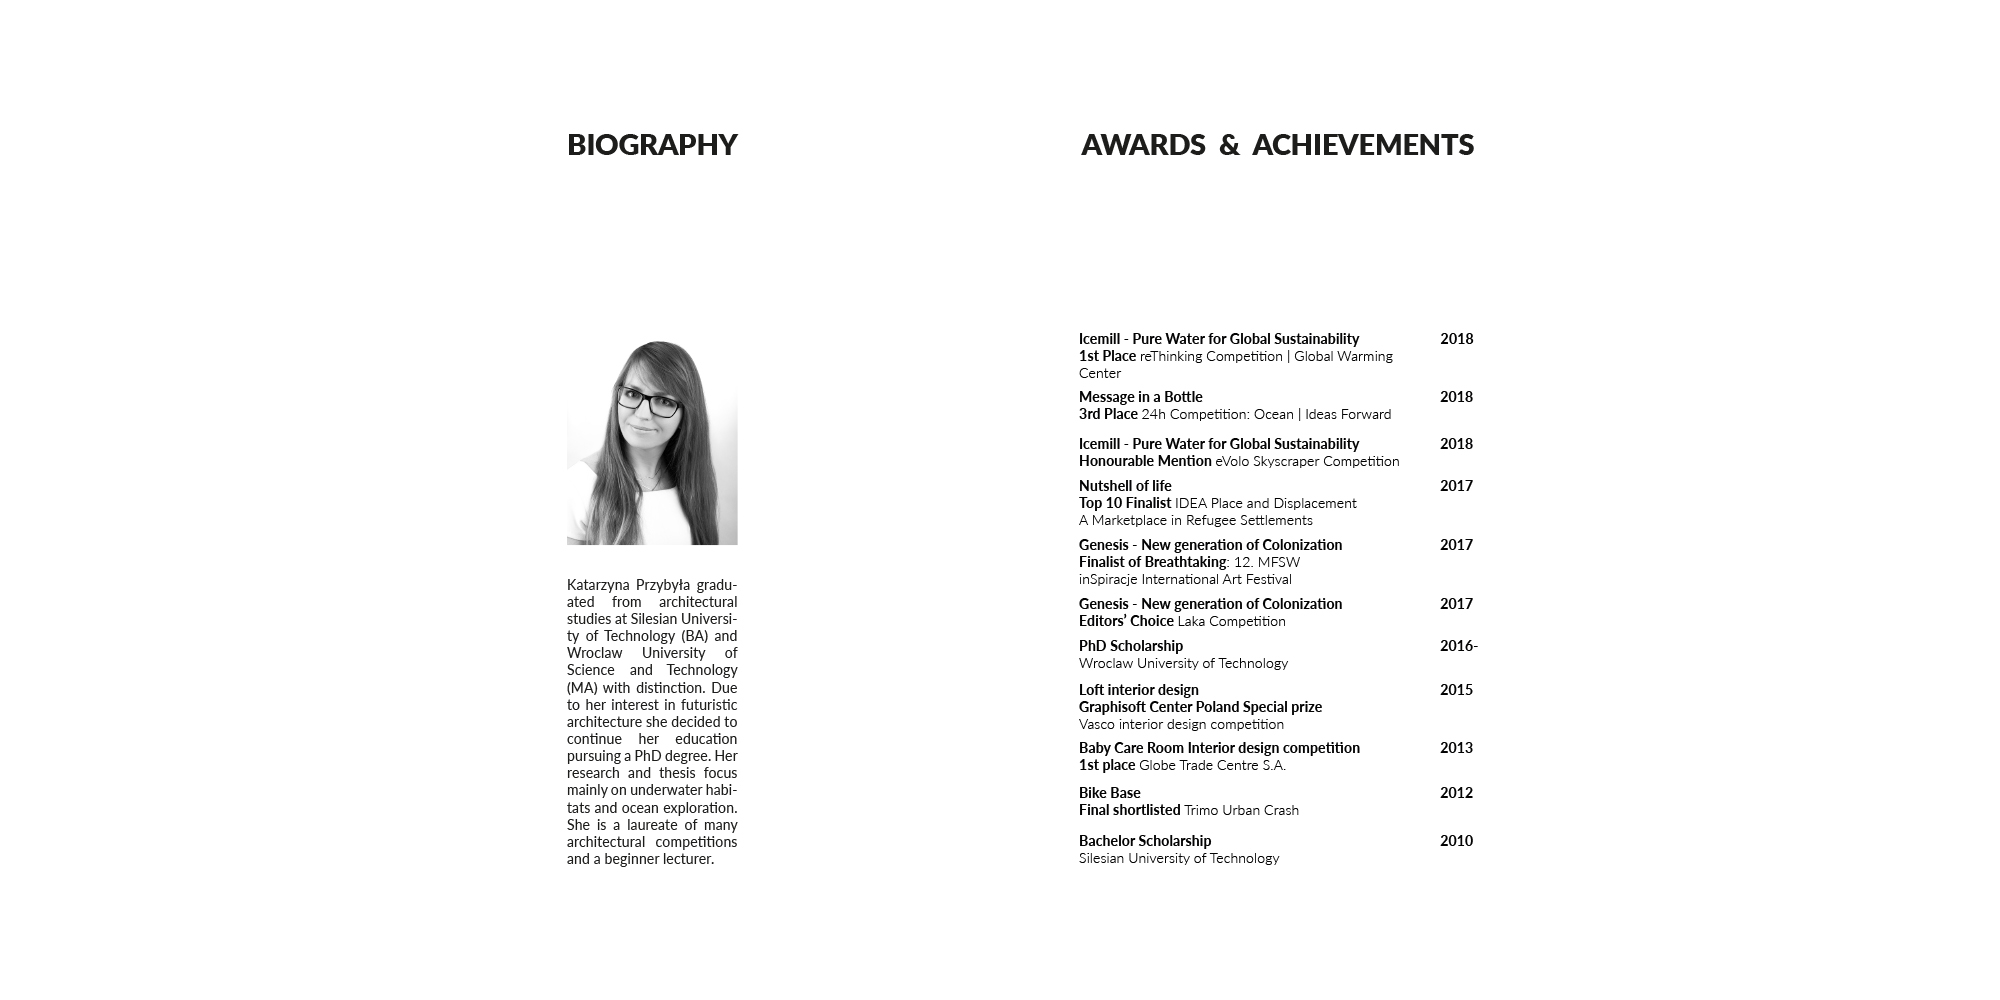 BIOGRAPHY
Katarzyna Przybyła gradu-
ated from architectural
studies at Silesian Universi-
ty of Technology (BA) and
Wroclaw University of
Science and Technology
(MA) with distinction. Due
to her interest in futuristic
architecture she decided to
continue her education
pursuing a PhD degree. Her
research and thesis focus
mainly on underwater habi-
tats and ocean exploration.
She is a laureate of many
architectural competitions
and a beginner lecturer.
AWARDS & ACHIEVEMENTS
Icemill - Pure Water for Global Sustainability 2018
1st Place reThinking Competition | Global Warming
Center
Message in a Bottle 2018
3rd Place 24h Competition: Ocean | Ideas Forward
Icemill - Pure Water for Global Sustainability 2018
Honourable Mention eVolo Skyscraper Competition
Nutshell of life 2017
Top 10 Finalist IDEA Place and Displacement
A Marketplace in Refugee Settlements
Genesis - New generation of Colonization 2017
Finalist of Breathtaking: 12. MFSW
inSpiracje International Art Festival
Genesis - New generation of Colonization 2017
Editors’ Choice Laka Competition
PhD Scholarship 2016-
Wroclaw University of Technology
Loft interior design 2015
Graphisoft Center Poland Special prize
Vasco interior design competition
Baby Care Room Interior design competition 2013
1st place Globe Trade Centre S.A.
Bike Base 2012
Final shortlisted Trimo Urban Crash
Bachelor Scholarship 2010
Silesian University of Technology